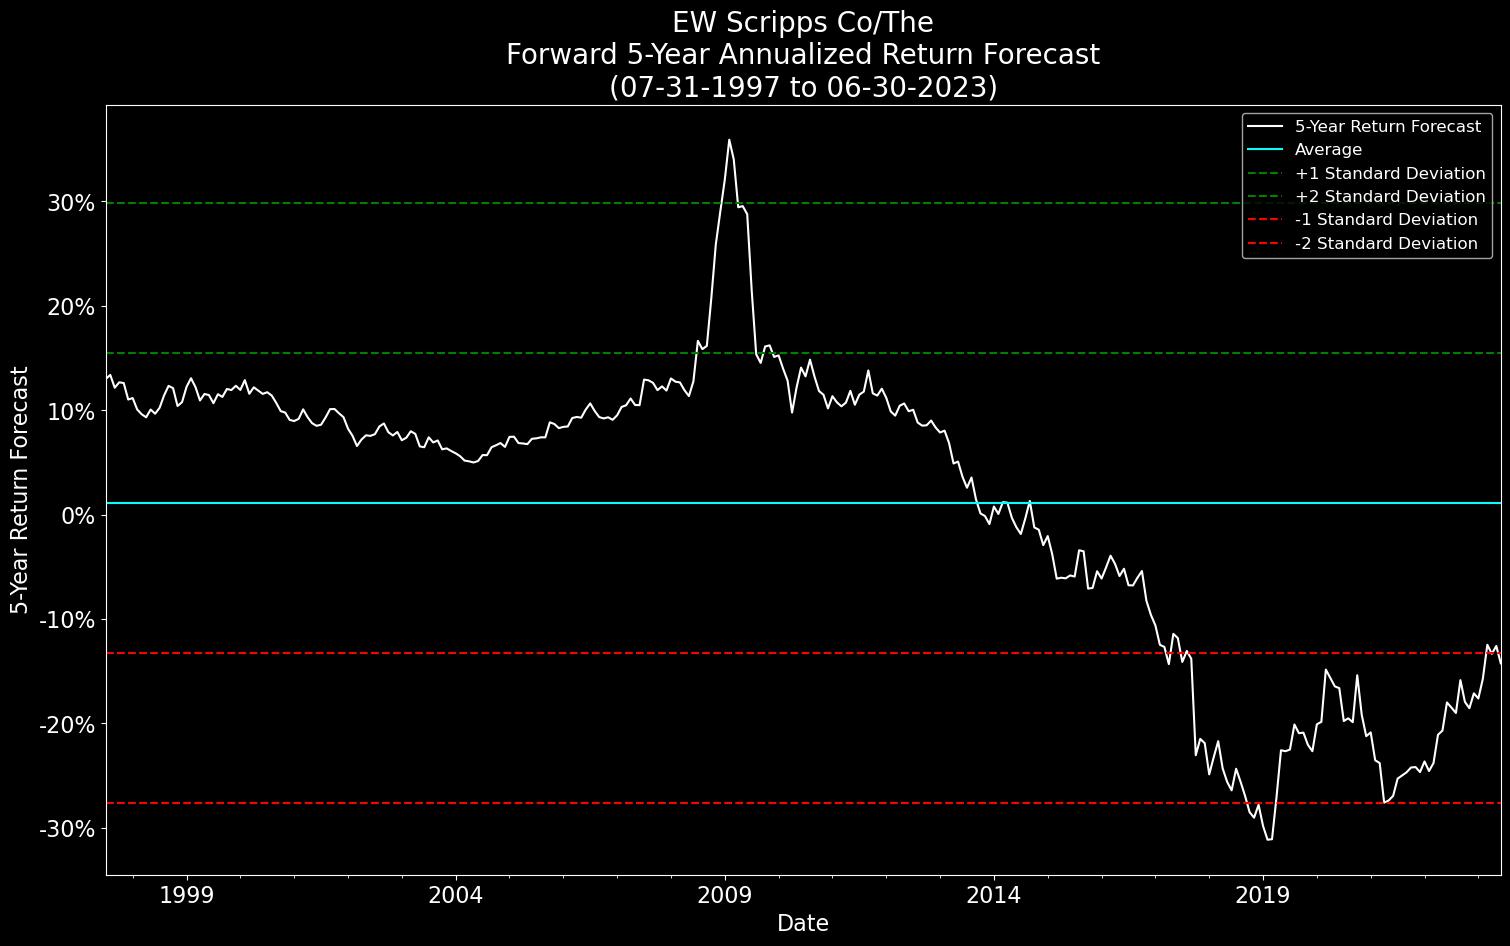 EW Scripps Co/The
Forward 5-Year Annualized Return Forecast
(07-31-1997 to 06-30-2023)
5-Year Return Forecast
Average
+1 Standard Deviation
+2 Standard Deviation
-1 Standard Deviation
-2 Standard Deviation
5-Year Return Forecast
30%
20%
10%
0%
-10%
-20%
-30%
1999
2004
2009
2014
2019
Date